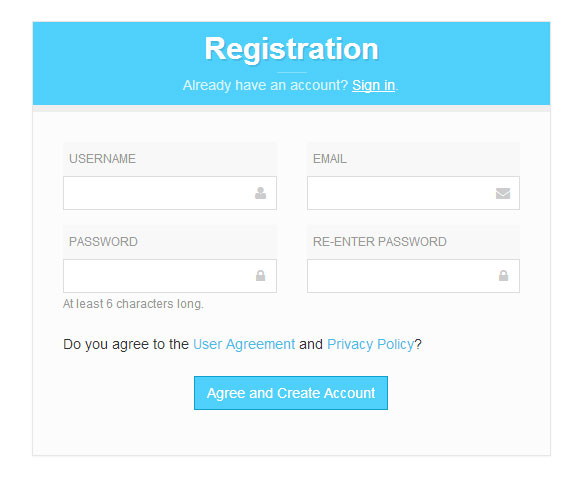 Registration
Already have an account? Sign in.
USERNAME
EMAIL
PASSWORD
RE-ENTER PASSWORD
At least 6 characters long.
Do you agree to the User Agreement and Privacy Policy?
Agree and Create Account